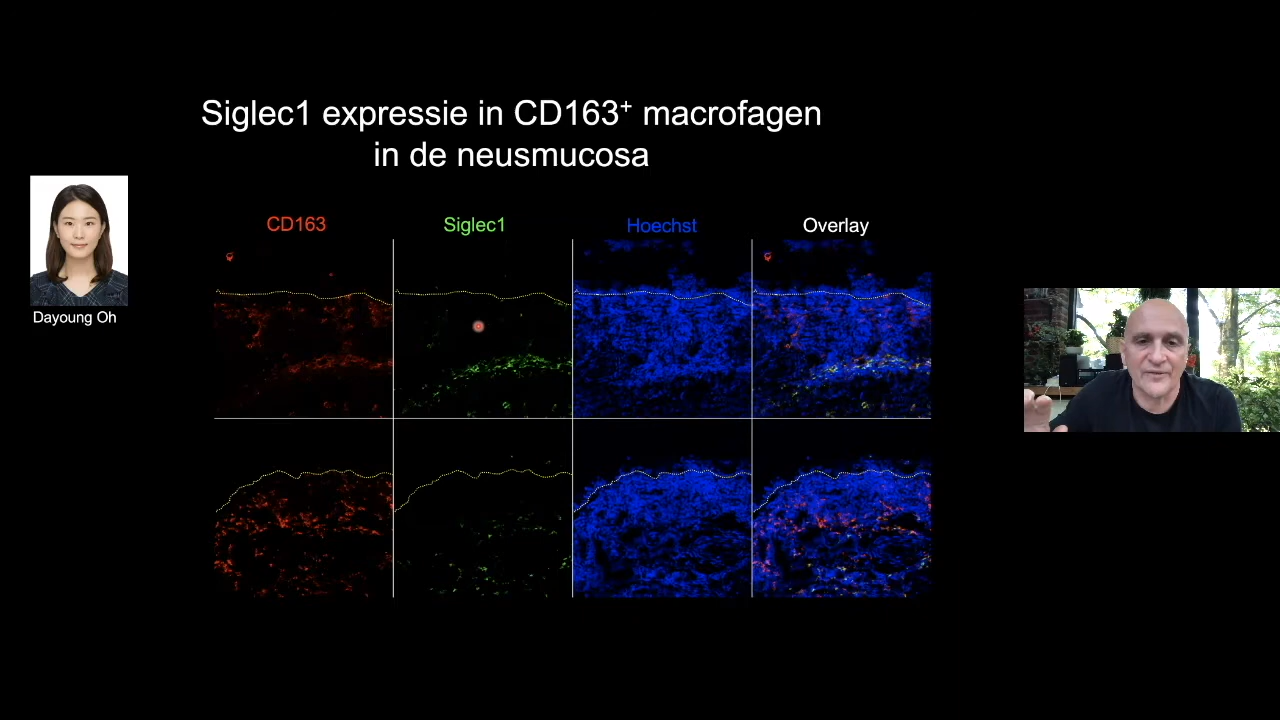 Siglec1 expressie in CD163⁺ macrofagen
in de neusmucosa
CD163
Siglec1
Hoechst
Overlay
Dayoung Oh